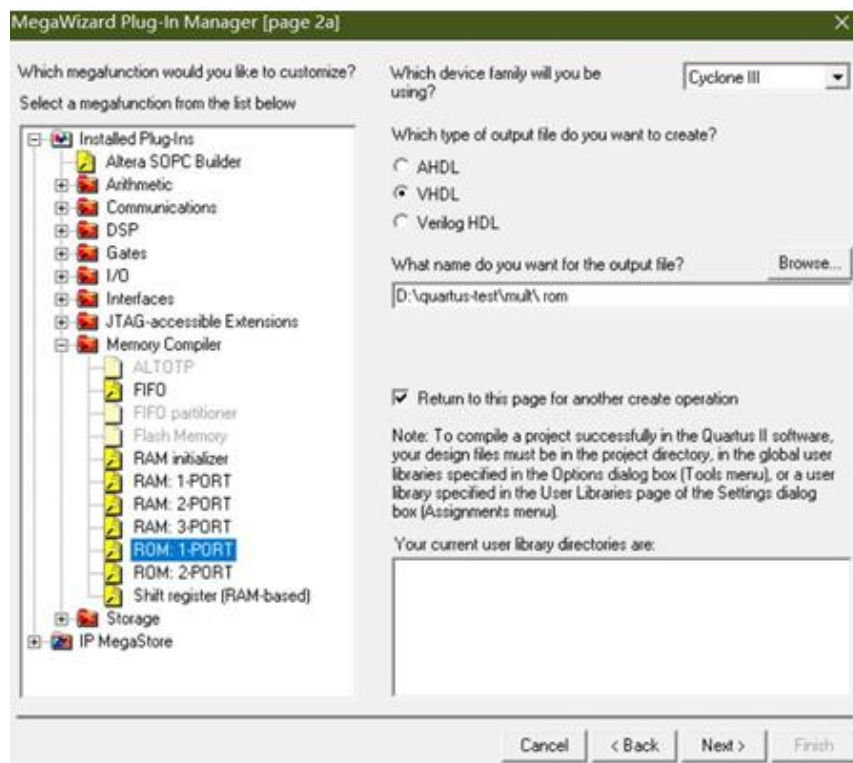 MegaWizard Plug-In Manager [page 2a]
Which megafunction would you like to customize?
Select a megafunction from the list below
Installed Plug-Ins
Altera SOPC Builder
Arithmetic
Communications
DSP
Gates
I/O
Interfaces
JTAG-accessible Extensions
Memory Compiler
ALTOTP
FIFO
FIFO partitioner
Flash Memory
RAM initializer
RAM: 1-PORT
RAM: 2-PORT
RAM: 3-PORT
ROM: 1-PORT
ROM: 2-PORT
Shift register (RAM-based)
Storage
IP MegaStore
Which device family will you be
using?
Cyclone III
Which type of output file do you want to create?
AHDL
VHDL
Verilog HDL
What name do you want for the output file?
Browse...
D:\quartus-test\mult\ rom
Return to this page for another create operation
Note: To compile a project successfully in the Quartus II software,
your design files must be in the project directory, in the global user
libraries specified in the Options dialog box (Tools menu), or a user
library specified in the User Libraries page of the Settings dialog
box (Assignments menu).
Your current user library directories are:
Cancel
< Back
Next >
Finish